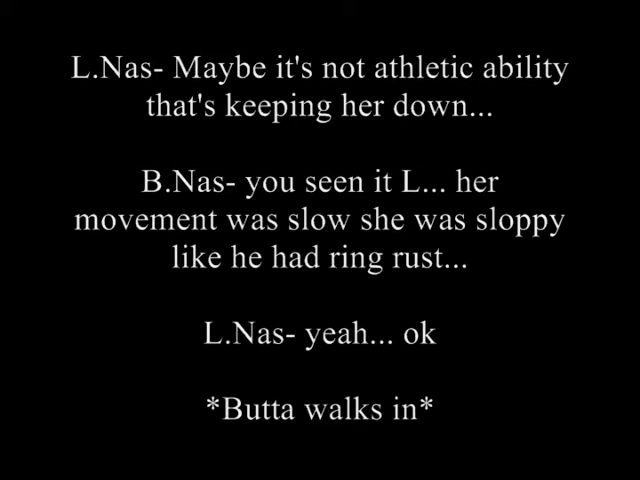 L.Nas- Maybe it's not athletic ability
that's keeping her down...
B.Nas- you seen it L... her
movement was slow she was sloppy
like he had ring rust...
L.Nas- yeah... ok
*Butta walks in*